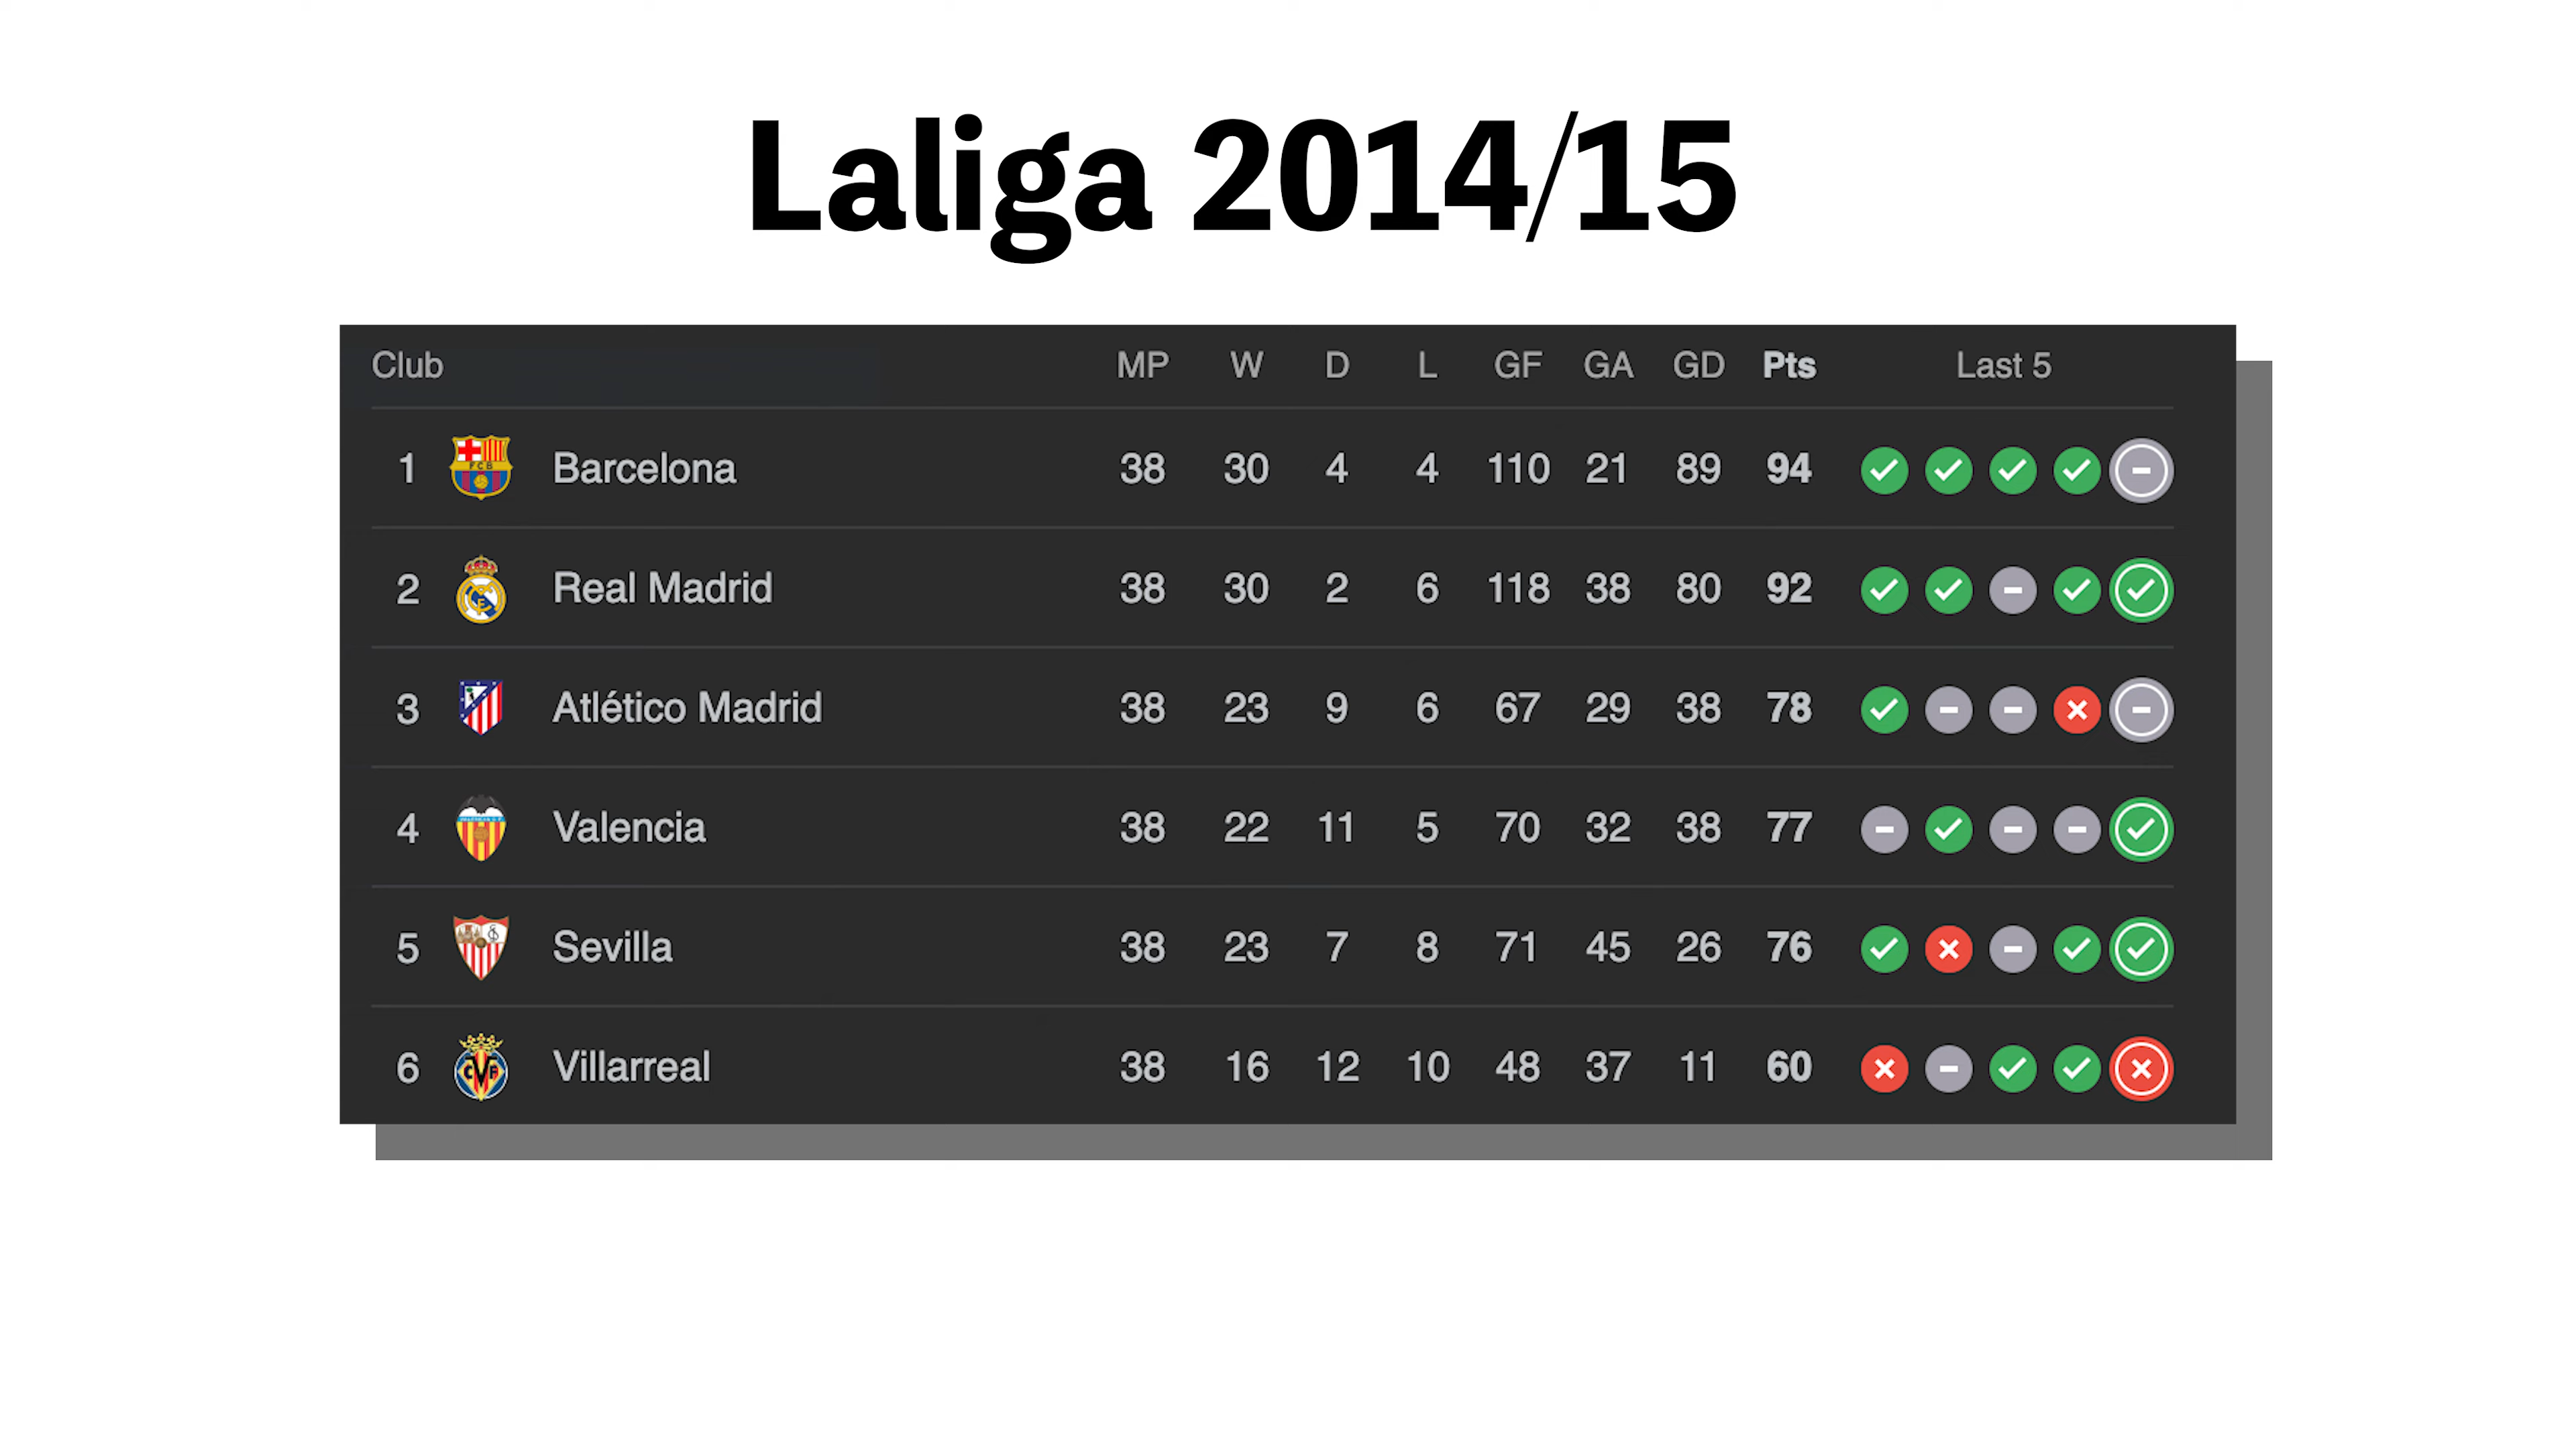 Laliga 2014/15
Club MP W D L GF GA GD Pts Last 5
1 FCB Barcelona 38 30 4 4 110 21 89 94
2 Real Madrid 38 30 2 6 118 38 80 92
3 Atlético Madrid 38 23 9 6 67 29 38 78
4 Valencia 38 22 11 5 70 32 38 77
5 Sevilla 38 23 7 8 71 45 26 76
6 CVF Villarreal 38 16 12 10 48 37 11 60